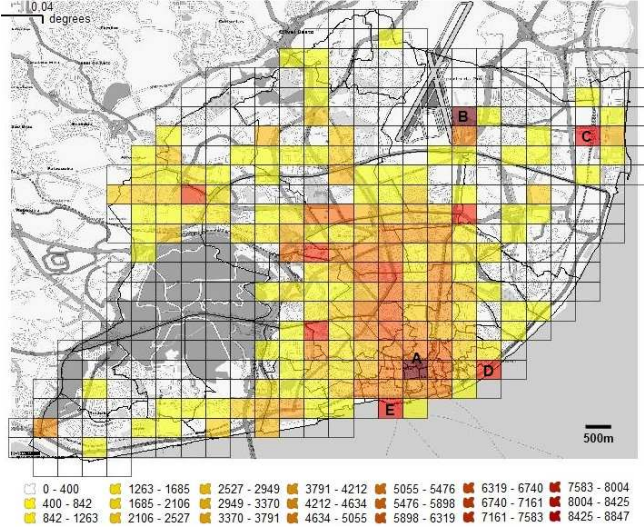 0.04
degrees
B
C
A
D
E
500m
0 - 400
1263 - 1685
2527 - 2949
3791 - 4212
5055 - 5476
6319 - 6740
7583 - 8004
400 - 842
1685 - 2106
2949 - 3370
4212 - 4634
5476 - 5898
6740 - 7161
8004 - 8425
842 - 1263
2106 - 2527
3370 - 3791
4634 - 5055
5898 - 6319
7161 - 7583
8425 - 8847